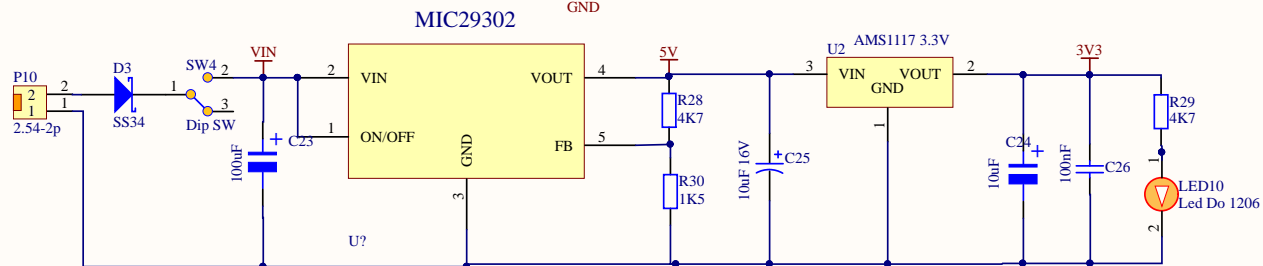 GND
MIC29302
P10
2
1
2.54-2p
2
1
D3
SS34
1
SW4
2
3
Dip SW
VIN
100uF
C23
2
1
VIN
ON/OFF
GND
VOUT
FB
3
4
5
U?
5V
R28
4K7
R30
1K5
10uF 16V
C25
U2
AMS1117 3.3V
3
VIN
VOUT
GND
2
1
10uF
C24
3V3
100nF
C26
R29
4K7
1
LED10
Led Do 1206
2